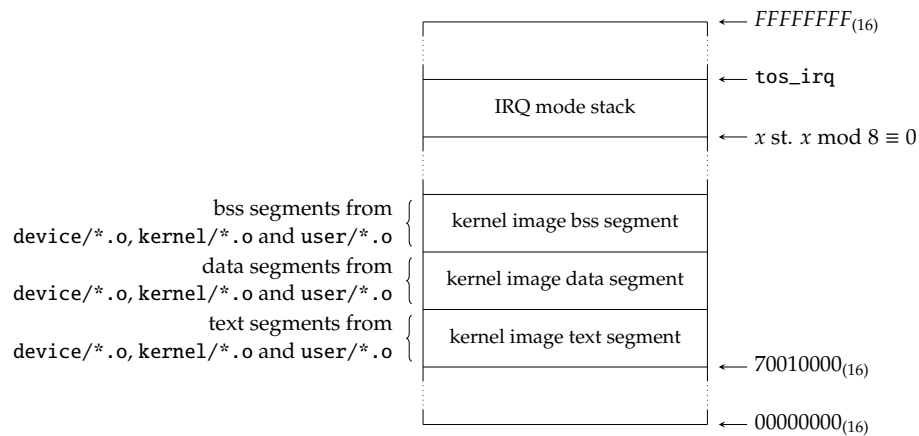 FFFFFFFF(16)
tos_irq
IRQ mode stack
x st. x mod 8 ≡ 0
bss segments from
device/*.o, kernel/*.o and user/*.o
kernel image bss segment
data segments from
device/*.o, kernel/*.o and user/*.o
kernel image data segment
text segments from
device/*.o, kernel/*.o and user/*.o
kernel image text segment
70010000(16)
00000000(16)